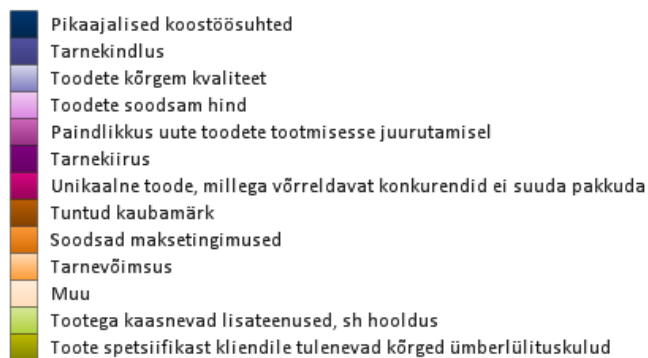 Pikaajalised koostöösuhted
Tarnekindlus
Toodete kõrgem kvaliteet
Toodete soodsam hind
Paindlikkus uute toodete tootmisesse juurutamisel
Tarnekiirus
Unikaalne toode, millega võrreldavat konkurendid ei suuda pakkuda
Tuntud kaubamärk
Soodsad maksetingimused
Tarnevõimsus
Muu
Tootega kaasnevad lisateenused, sh hooldus
Toote spetsiifikast kliendile tulenevad kõrged ümberlülituskulud